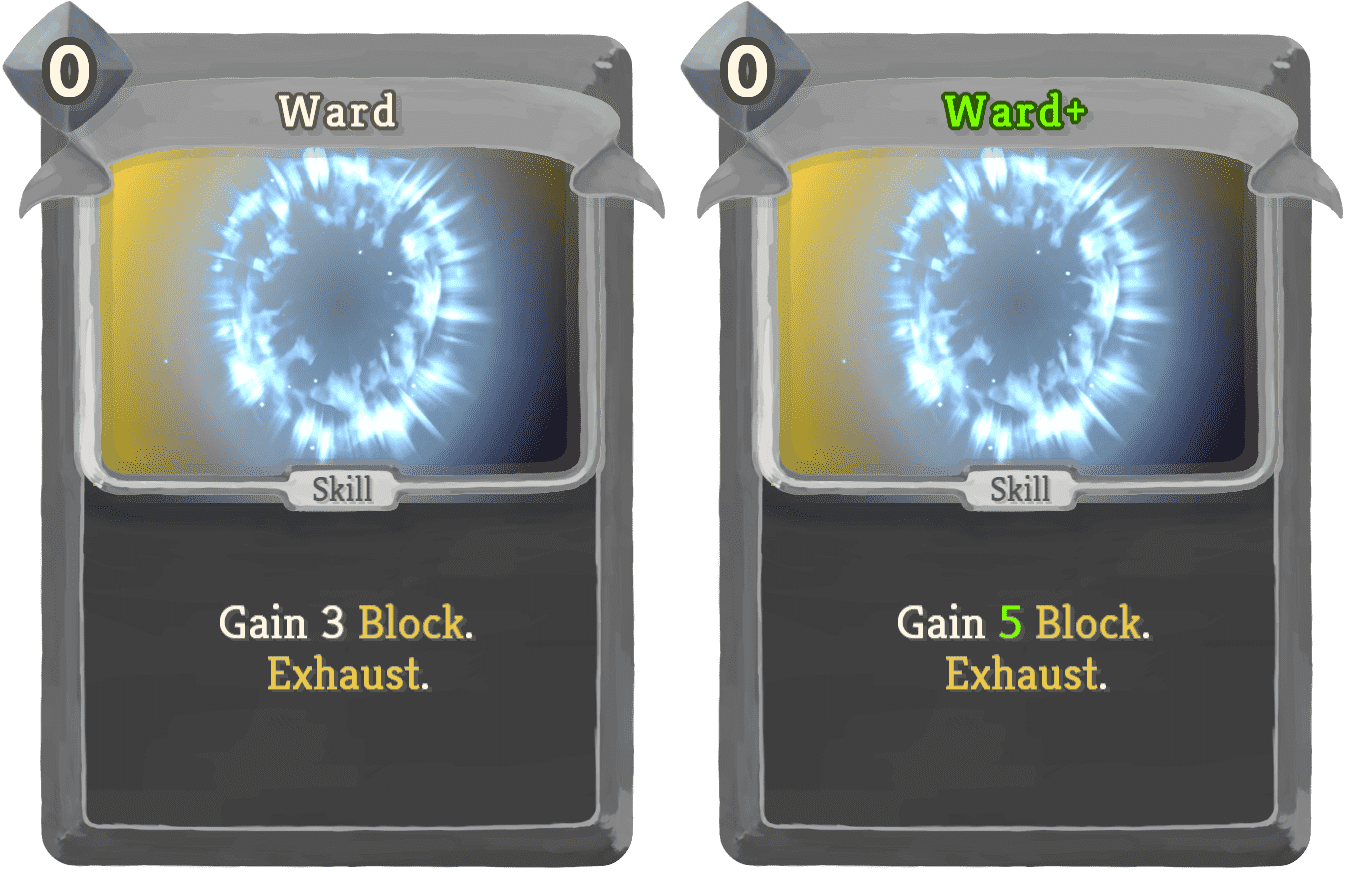 0
Ward
Skill
Gain 3 Block.
Exhaust.
0
Ward+
Skill
Gain 5 Block.
Exhaust.